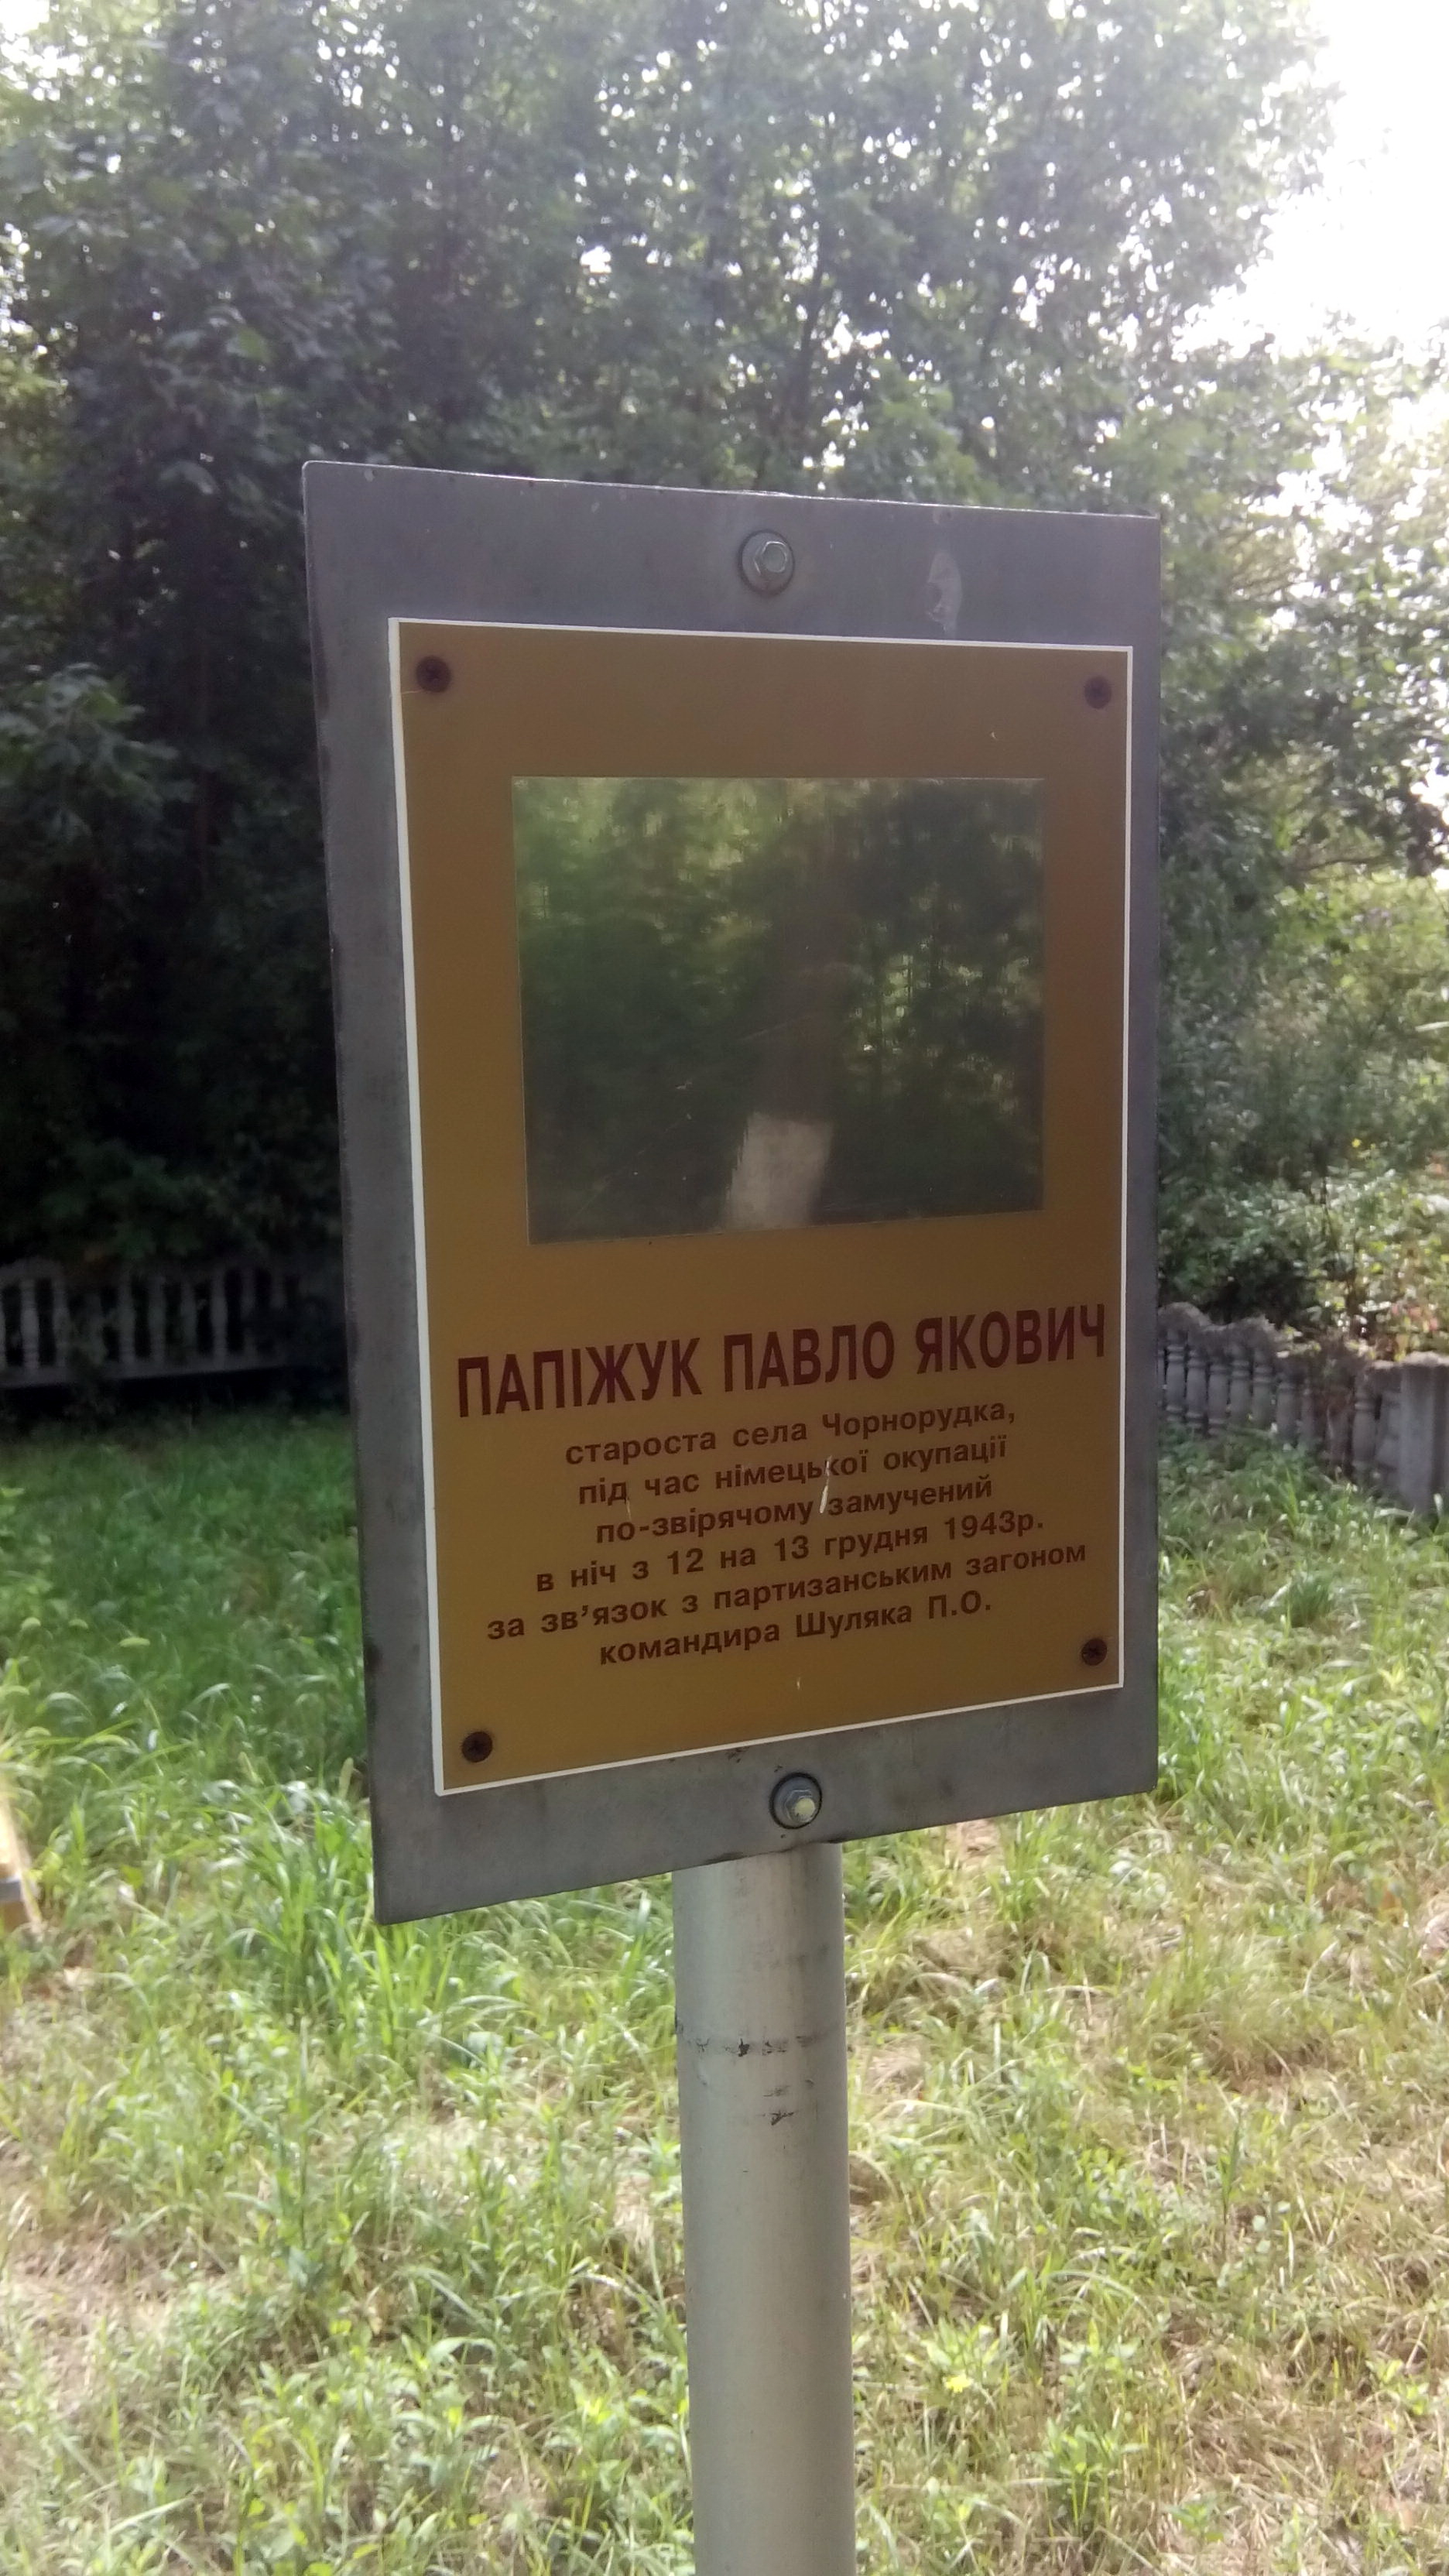 ПАПІЖУК ПАВЛО ЯКОВИЧ
староста села Чорнорудка,
під час німецької окупації
по-звірячому замучений
в ніч з 12 на 13 грудня 1943р.
за зв’язок з партизанським загоном
командира Шуляка П.О.